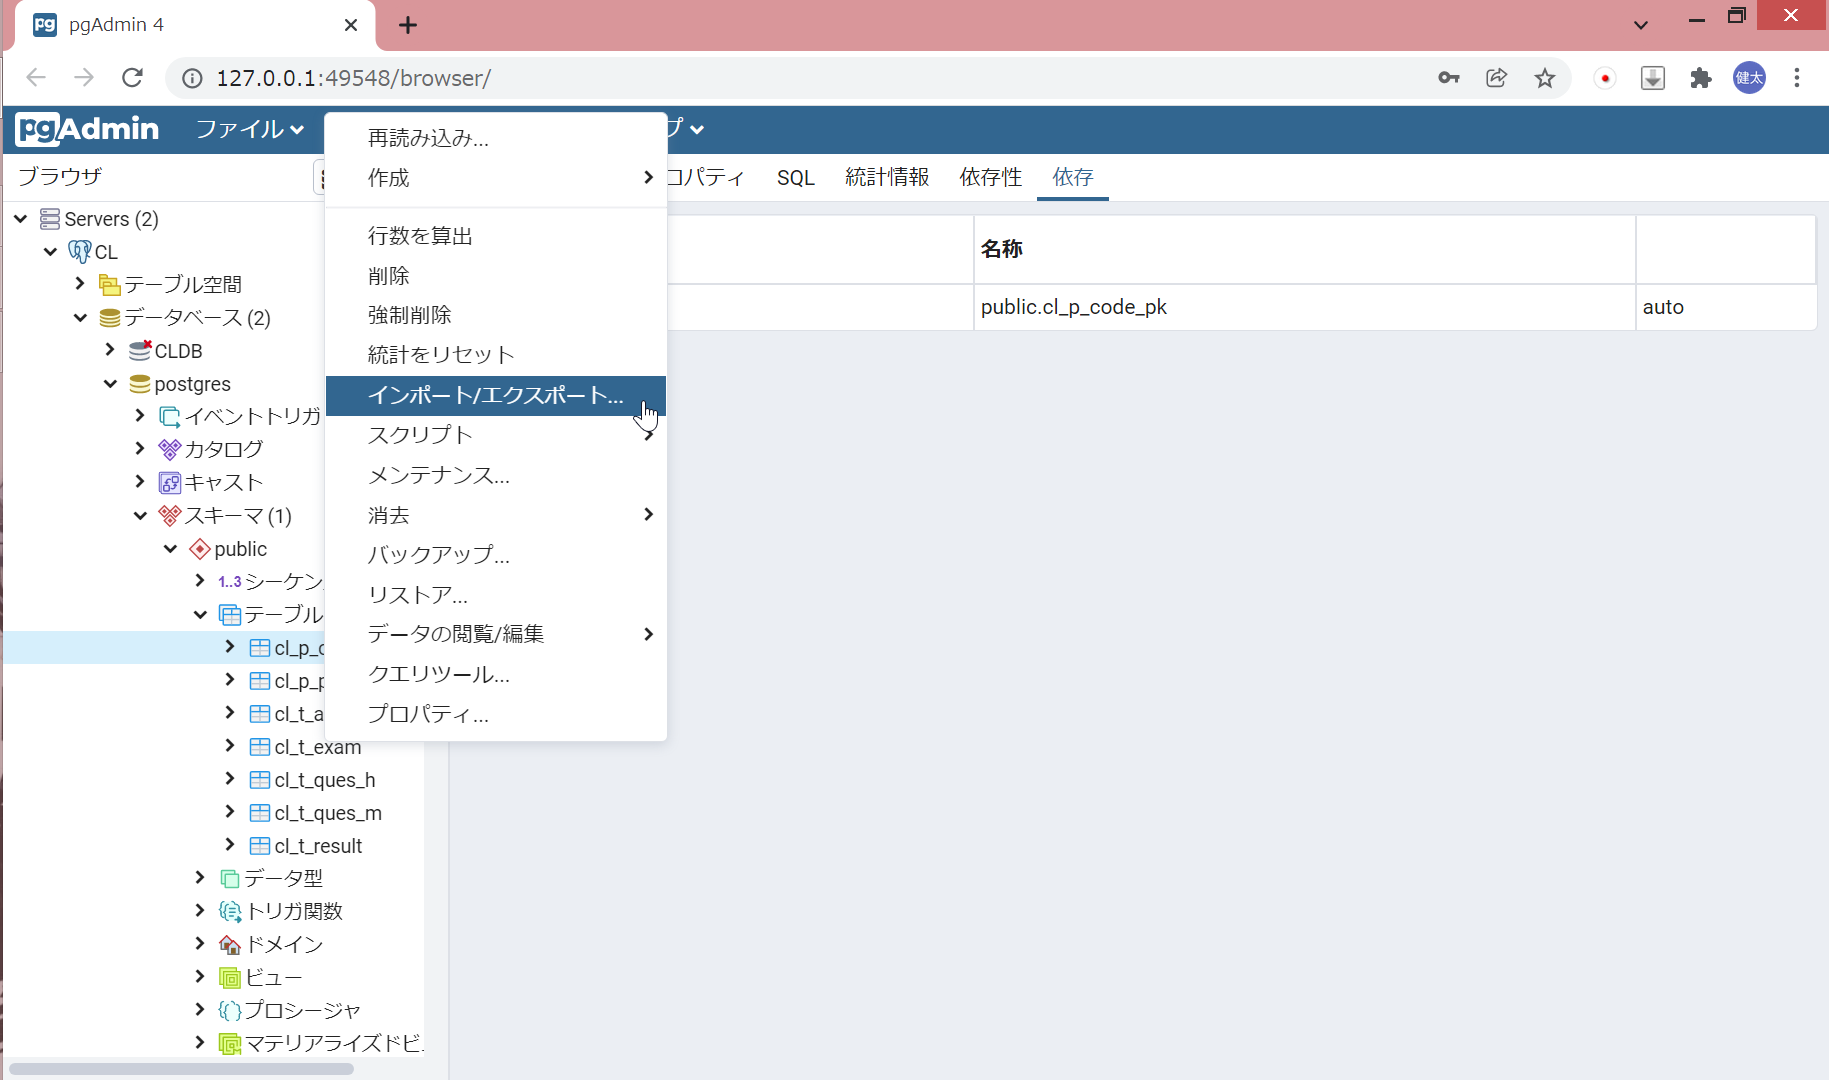 pgAdmin 4
127.0.0.1:49548/browser/
健太
pgAdmin
ファイル
プ
ブラウザ
Servers (2)
CL
テーブル空間
データベース (2)
CLDB
postgres
イベントトリガ
カタログ
キャスト
スキーマ (1)
public
1..3 シーケン
テーブル
cl_p_c
cl_p_p
cl_t_a
cl_t_exam
cl_t_ques_h
cl_t_ques_m
cl_t_result
データ型
トリガ関数
ドメイン
ビュー
プロシージャ
マテリアライズドビ
再読み込み...
作成
行数を算出
削除
強制削除
統計をリセット
インポート/エクスポート...
スクリプト
メンテナンス...
消去
バックアップ...
リストア...
データの閲覧/編集
クエリツール...
プロパティ...
ロパティ SQL 統計情報 依存性 依存
名称
public.cl_p_code_pk auto